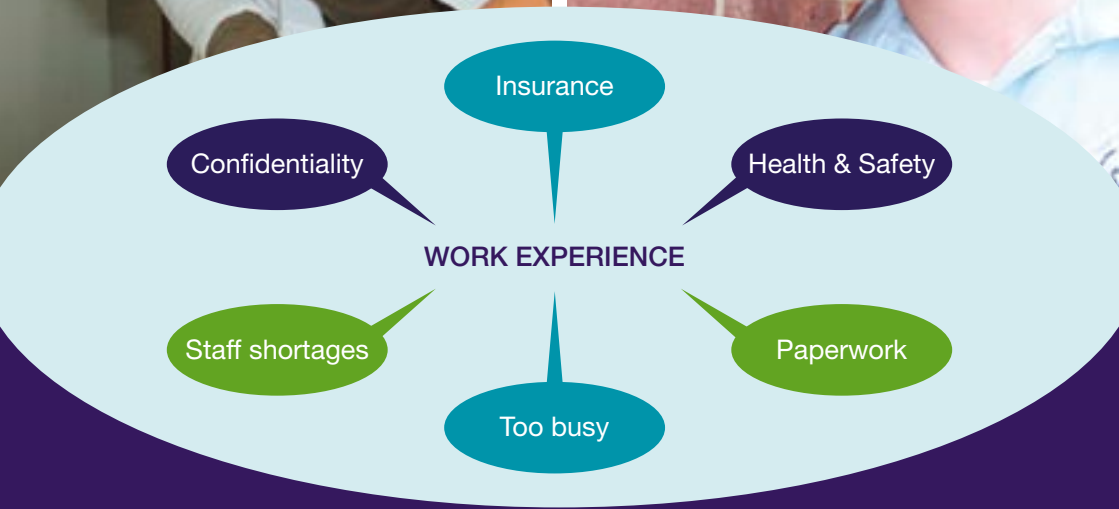 Insurance
Confidentiality
Health & Safety
WORK EXPERIENCE
Staff shortages
Paperwork
Too busy